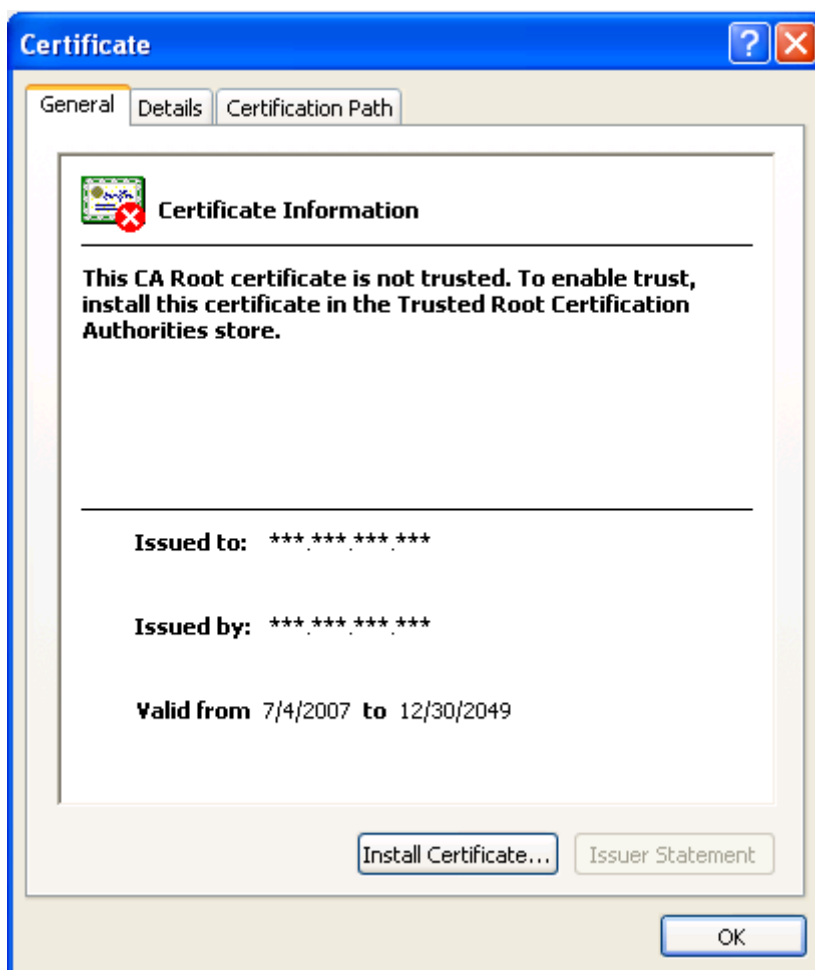 Certificate
General Details Certification Path
Certificate Information
This CA Root certificate is not trusted. To enable trust,
install this certificate in the Trusted Root Certification
Authorities store.
Issued to: ***.***.***.***
Issued by: ***.***.***.***
Valid from 7/4/2007 to 12/30/2049
Install Certificate... Issuer Statement
OK